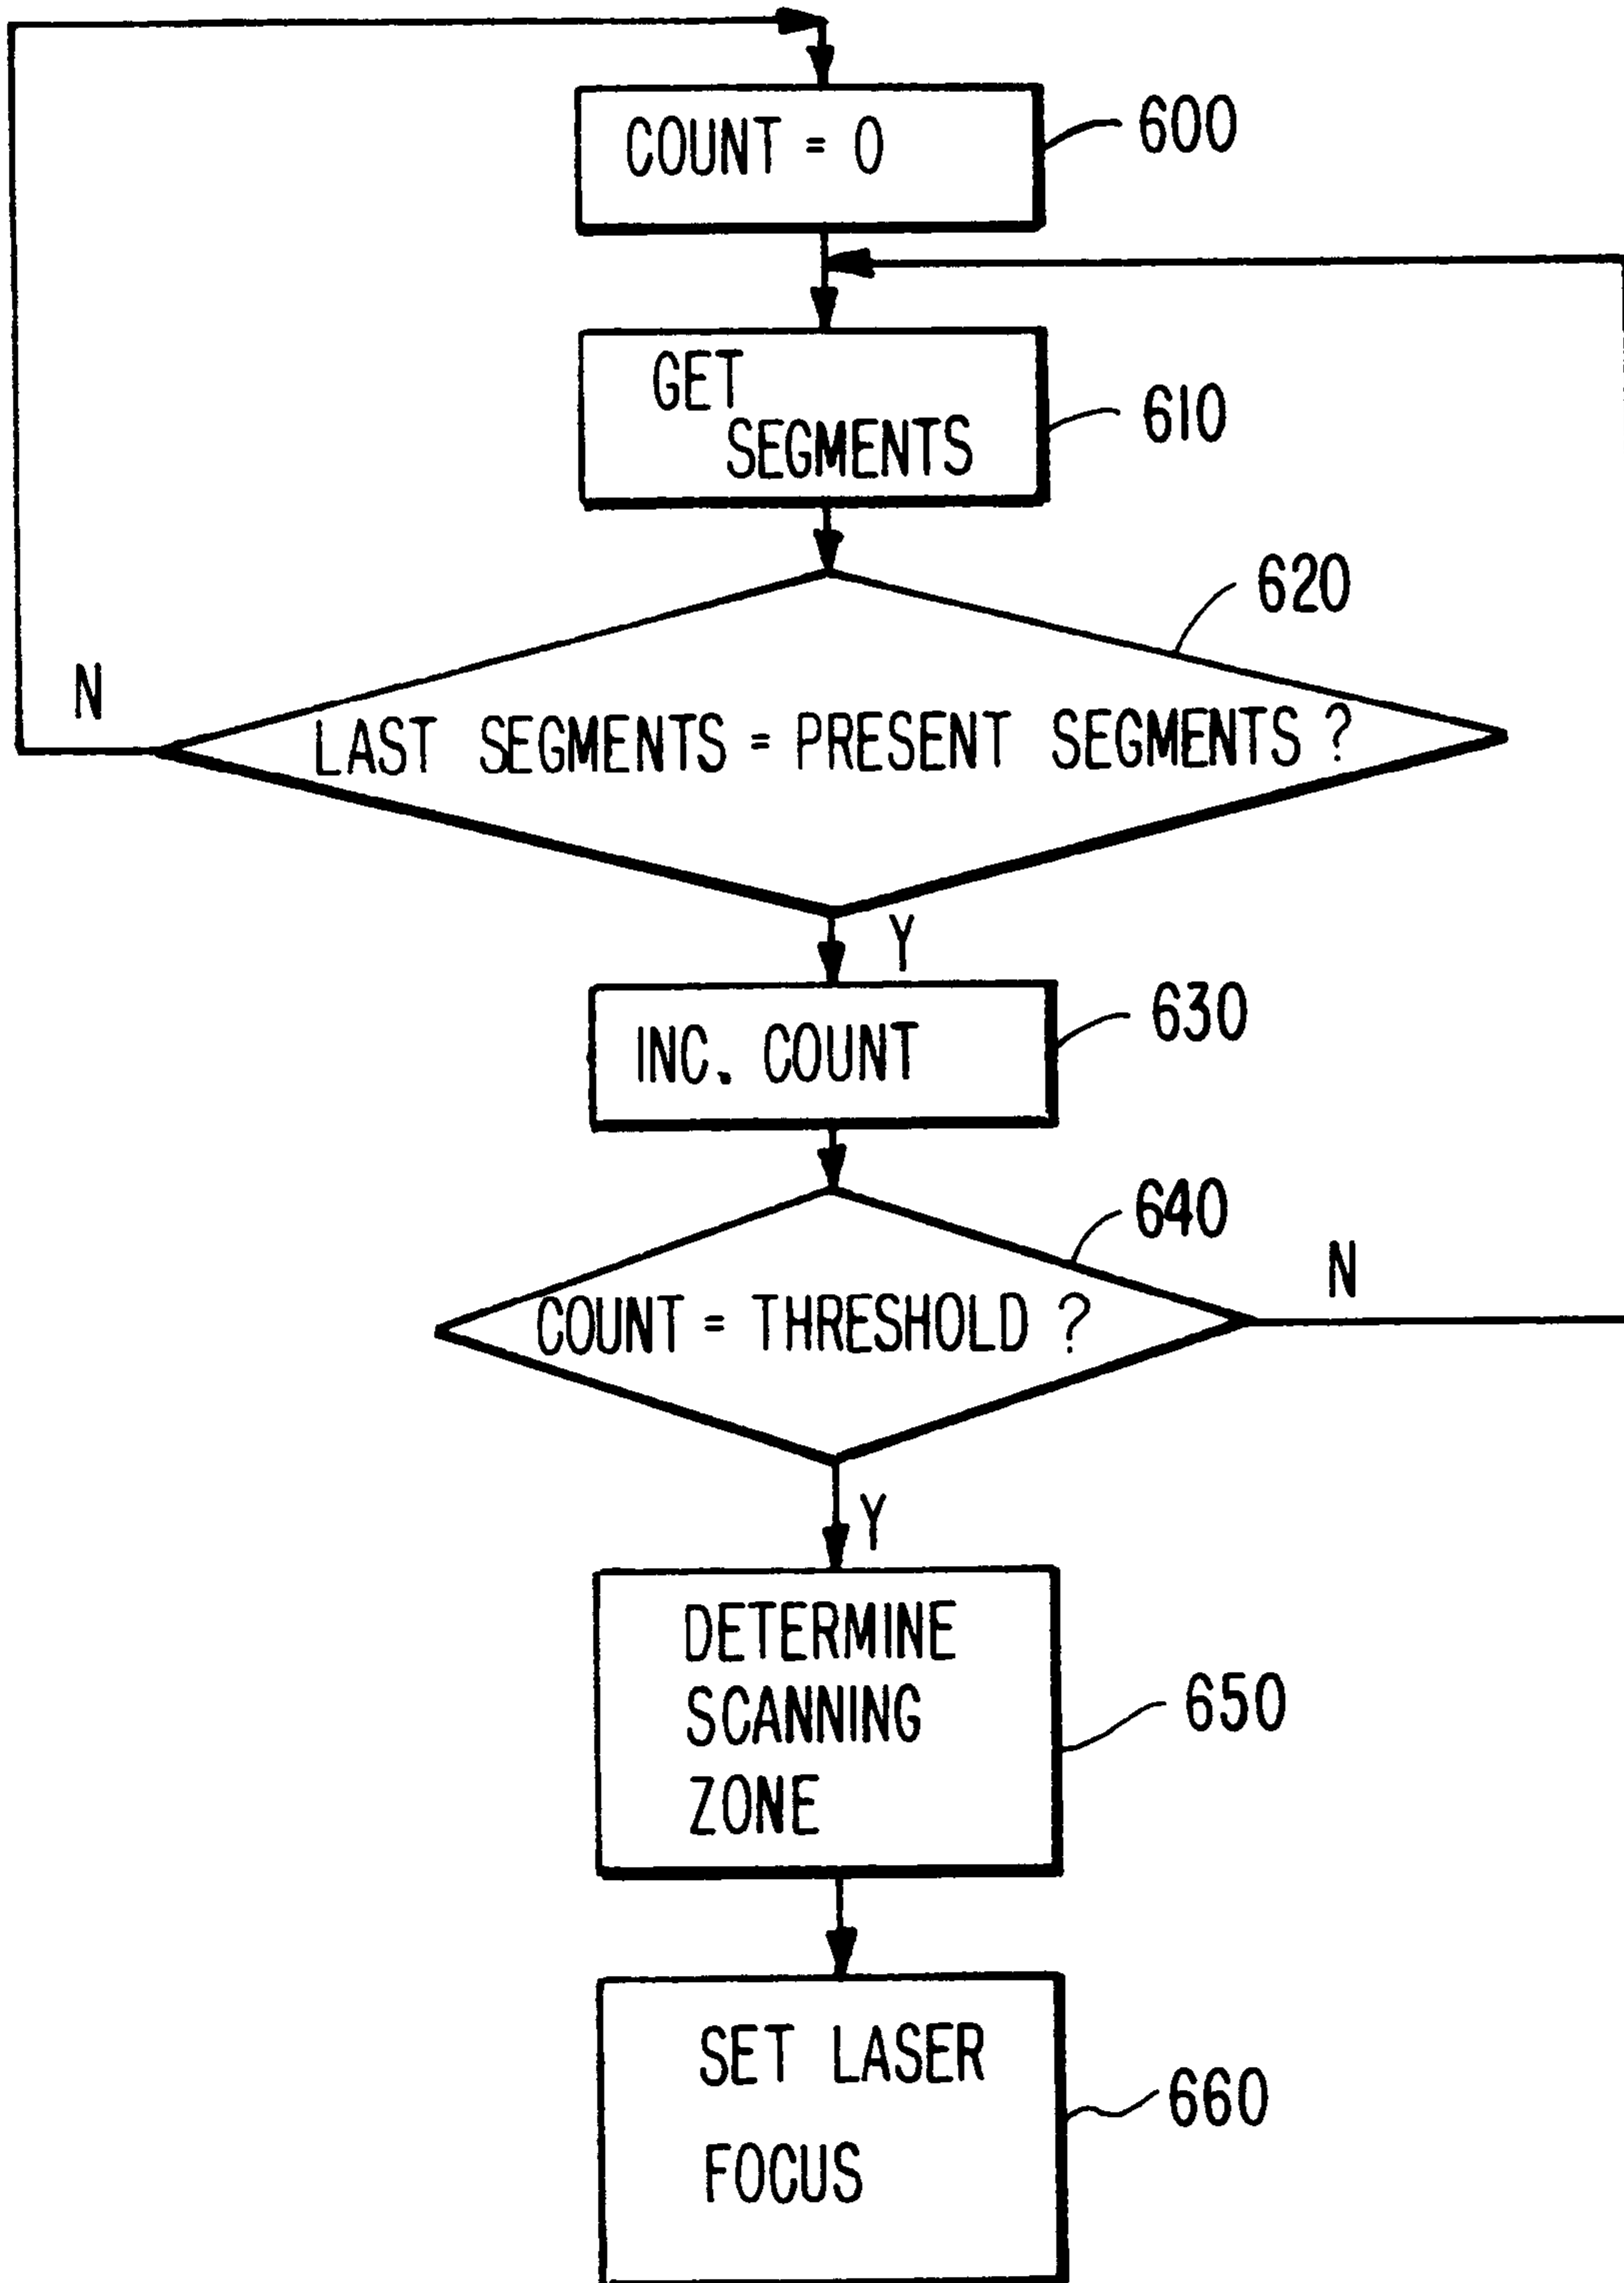 COUNT = 0
600
GET
SEGMENTS
610
620
N
LAST SEGMENTS = PRESENT SEGMENTS ?
Y
INC. COUNT
630
640
N
COUNT = THRESHOLD ?
Y
DETERMINE
SCANNING
ZONE
650
SET LASER
FOCUS
660